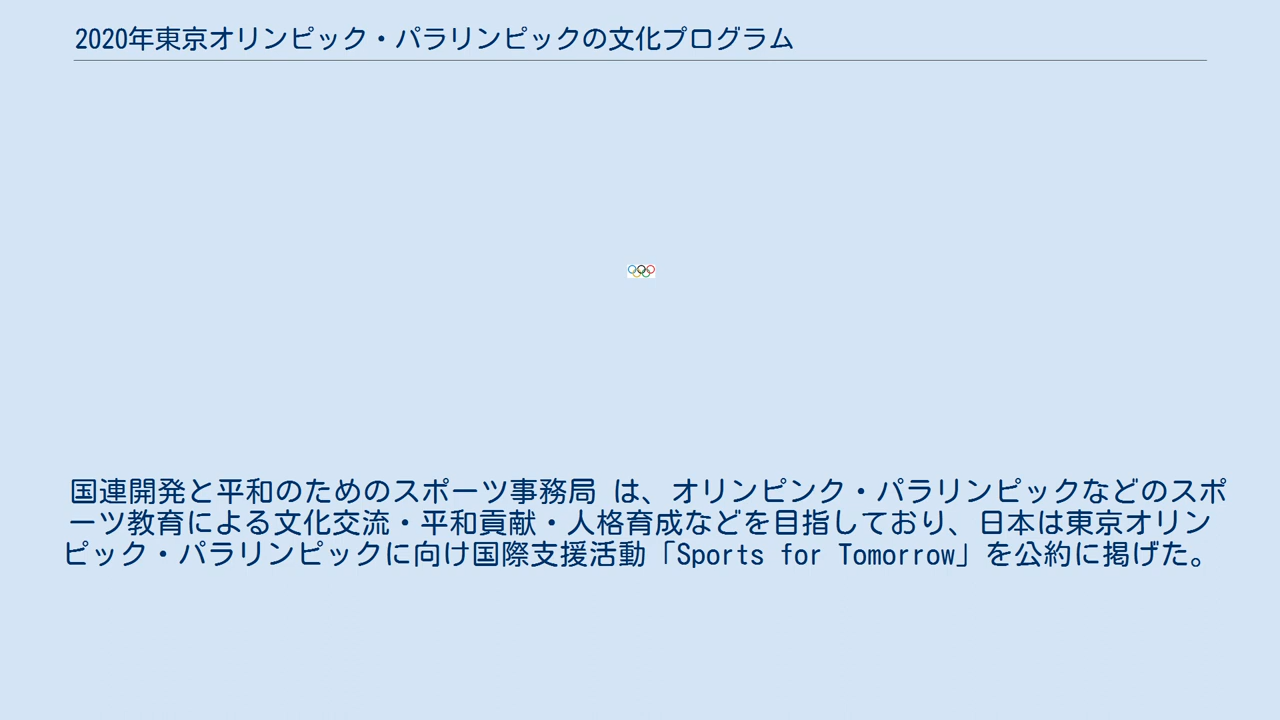 2020年東京オリンピック・パラリンピックの文化プログラム
国連開発と平和のためのスポーツ事務局 は、オリンピンク・パラリンピックなどのスポ
ーツ教育による文化交流・平和貢献・人格育成などを目指しており、日本は東京オリン
ピック・パラリンピックに向け国際支援活動「Sports for Tomorrow」を公約に掲げた。